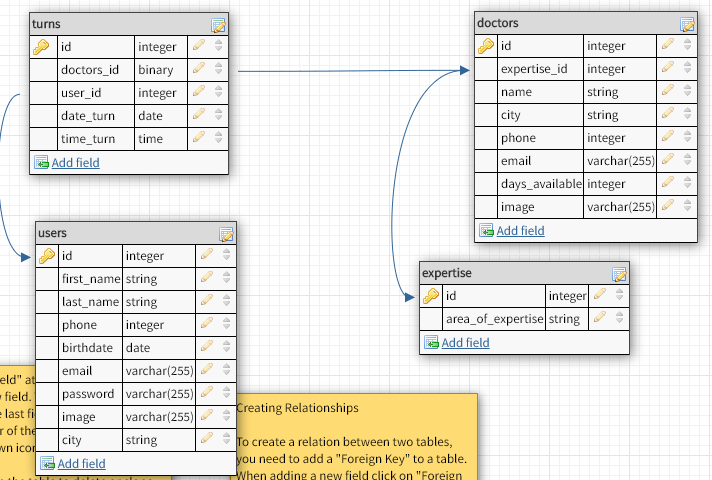 turns
id integer
doctors_id binary
user_id integer
date_turn date
time_turn time
Add field
doctors
id integer
expertise_id integer
name string
city string
phone integer
email varchar(255)
days_available integer
image varchar(255)
Add field
users
id integer
first_name string
last_name string
phone integer
birthdate date
email varchar(255)
password varchar(255)
image varchar(255)
city string
Add field
expertise
id integer
area_of_expertise string
Add field
eld" at
field.
e last fi
r of the
wn icon
Creating Relationships
To create a relation between two tables,
you need to add a "Foreign Key" to a table.
When adding a new field click on "Foreign